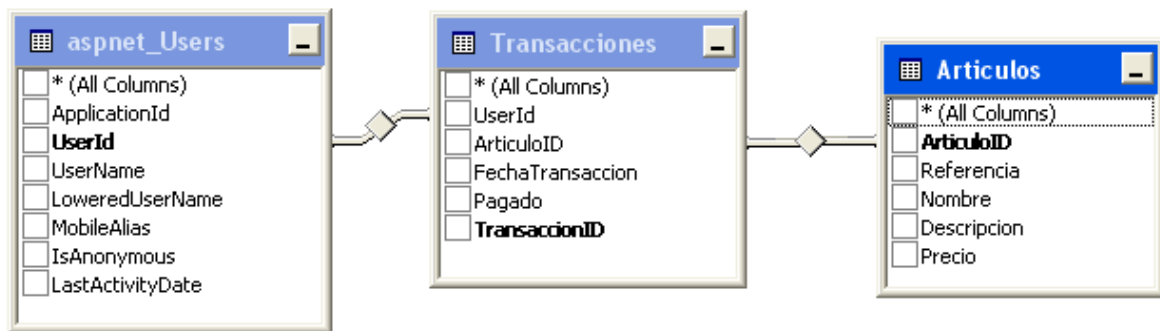 aspnet_Users
* (All Columns)
ApplicationId
UserId
UserName
LoweredUserName
MobileAlias
IsAnonymous
LastActivityDate
Transacciones
* (All Columns)
UserId
ArticuloID
FechaTransaccion
Pagado
TransaccionID
Articulos
* (All Columns)
ArticuloID
Referencia
Nombre
Descripcion
Precio